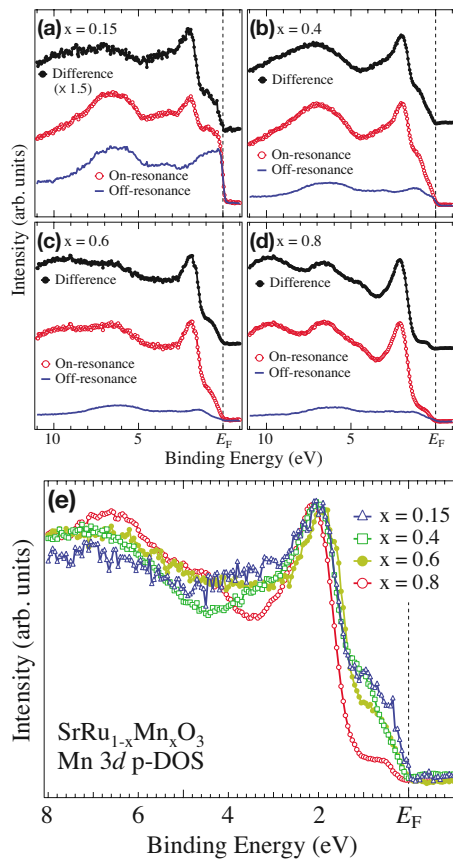 (a) x = 0.15
Difference
(× 1.5)
On-resonance
Off-resonance
(b) x = 0.4
Difference
On-resonance
Off-resonance
(c) x = 0.6
Difference
On-resonance
Off-resonance
10 5 EF
(d) x = 0.8
Difference
On-resonance
Off-resonance
10 5 EF
Intensity (arb. units)
Binding Energy (eV)
(e)
x = 0.15
x = 0.4
x = 0.6
x = 0.8
SrRu1-xMnxO3
Mn 3d p-DOS
Intensity (arb. units)
8 6 4 2 EF
Binding Energy (eV)